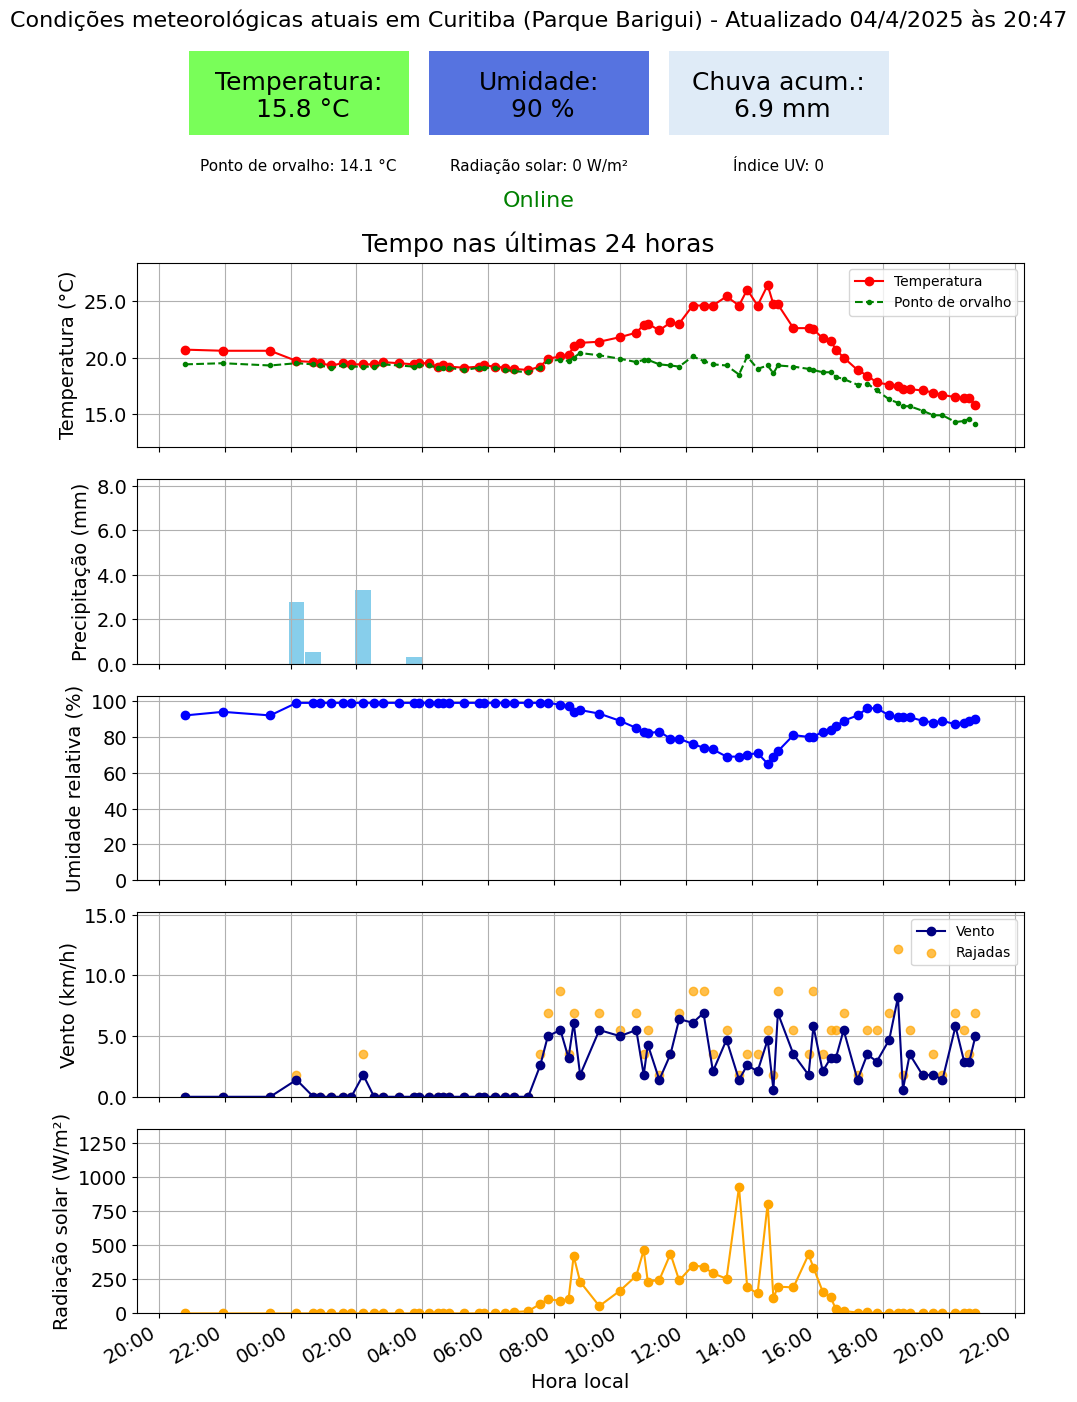 Condições meteorológicas atuais em Curitiba (Parque Barigui) - Atualizado 04/4/2025 às 20:47
Temperatura:
15.8 °C
Umidade:
90 %
Chuva acum.:
6.9 mm
Ponto de orvalho: 14.1 °C
Radiação solar: 0 W/m²
Índice UV: 0
Online
Tempo nas últimas 24 horas
Temperatura (°C)
25.0
20.0
15.0
Temperatura
Ponto de orvalho
Precipitação (mm)
8.0
6.0
4.0
2.0
0.0
Umidade relativa (%)
100
80
60
40
20
0
Vento (km/h)
15.0
10.0
5.0
0.0
Vento
Rajadas
Radiação solar (W/m²)
1250
1000
750
500
250
0
20:00
22:00
00:00
02:00
04:00
06:00
08:00
10:00
12:00
14:00
16:00
18:00
20:00
22:00
Hora local